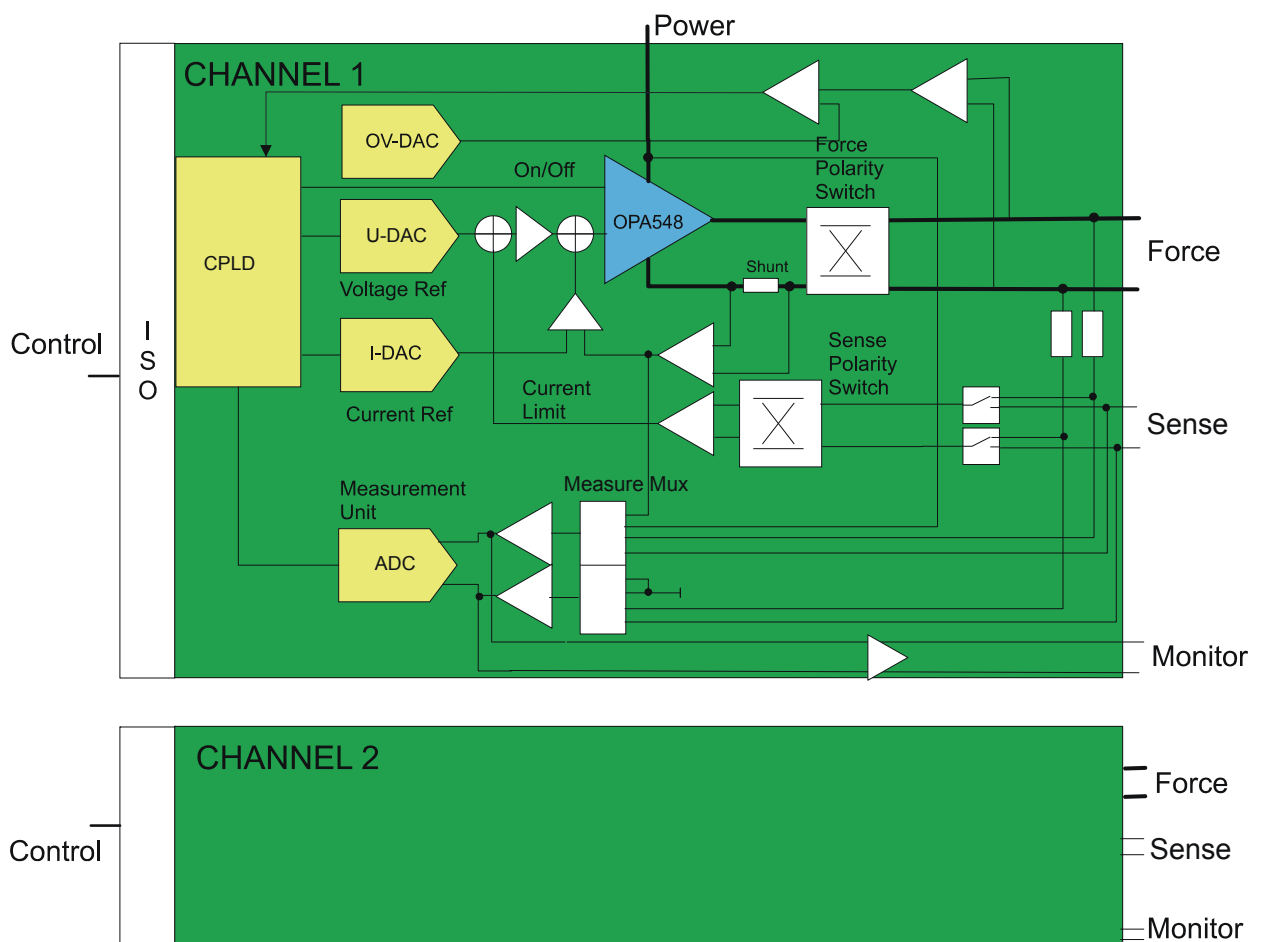 Power
CHANNEL 1
OV-DAC
Force
Polarity
Switch
On/Off
OPA548
U-DAC
CPLD
Voltage Ref
Shunt
Force
I
S
O
Control
I-DAC
Sense
Polarity
Switch
Current Ref
Current
Limit
Sense
Measurement
Unit
Measure Mux
ADC
Monitor
CHANNEL 2
Force
Control
Sense
Monitor